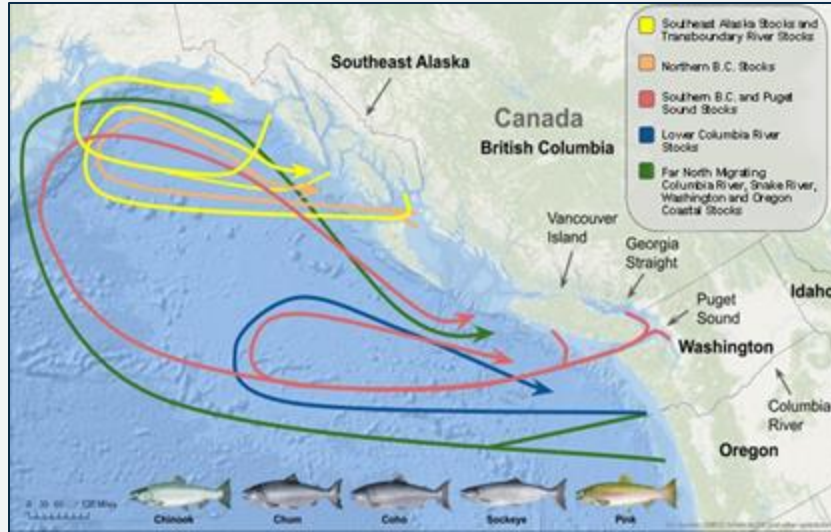 Southeast Alaska Stocks and
Transboundary River Stocks
Northern B.C. Stocks
Southern B.C. and Puget
Sound Stocks
Lower Columbia River
Stocks
Far North Migrating
Columbia River, Snake River,
Washington and Oregon
Coastal Stocks
Southeast Alaska
Canada
British Columbia
Vancouver
Island
Georgia
Straight
Puget
Sound
Idaho
Washington
Columbia
River
Oregon
Chinook
Chum
Coho
Sockeye
Pink